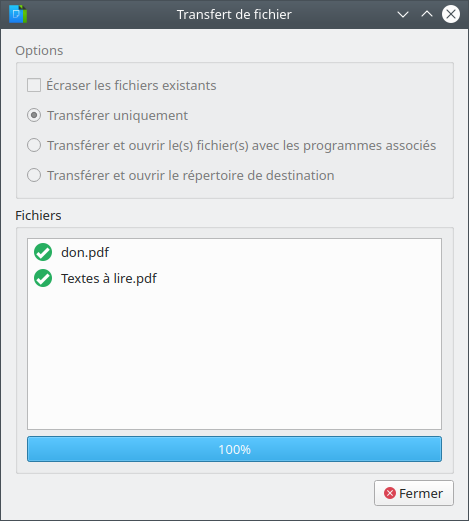 Transfert de fichier
Options
Écraser les fichiers existants
Transférer uniquement
Transférer et ouvrir le(s) fichier(s) avec les programmes associés
Transférer et ouvrir le répertoire de destination
Fichiers
don.pdf
Textes à lire.pdf
100%
Fermer